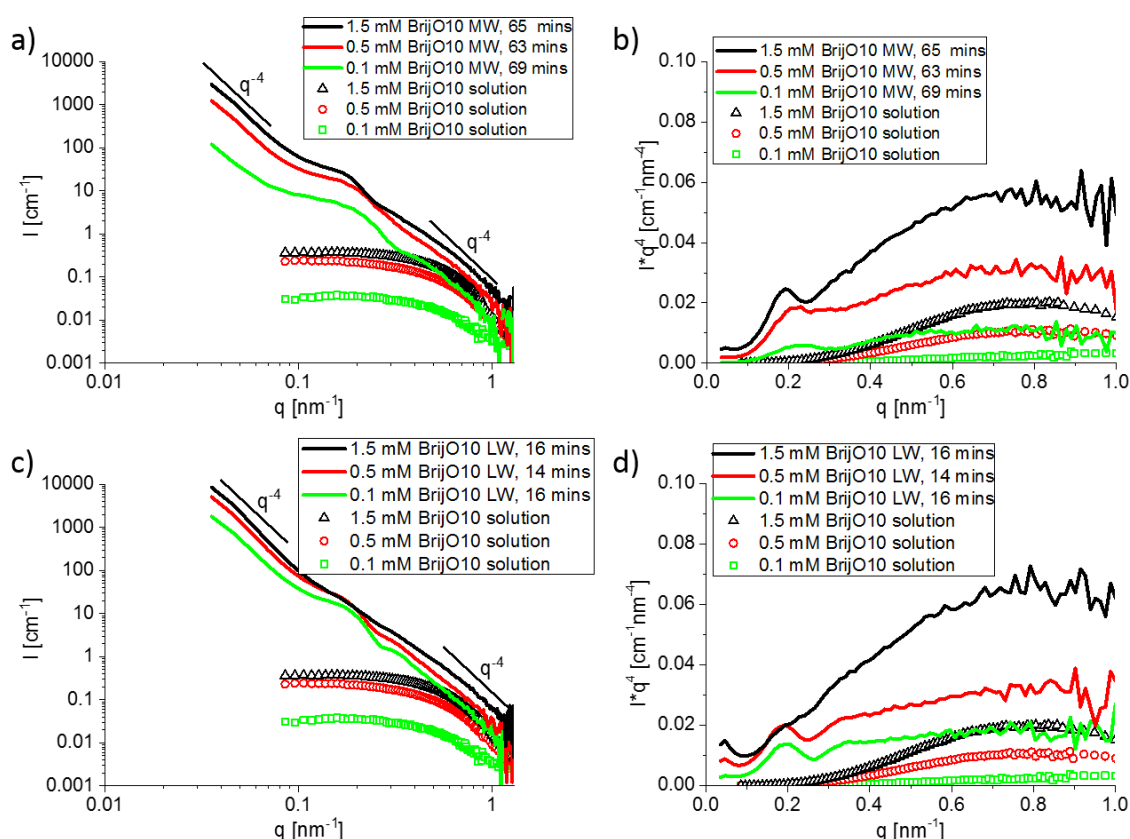 a)
1.5 mM BrijO10 MW, 65 mins
0.5 mM BrijO10 MW, 63 mins
0.1 mM BrijO10 MW, 69 mins
1.5 mM BrijO10 solution
0.5 mM BrijO10 solution
0.1 mM BrijO10 solution
q-4
q-4
10000
1000
100
10
1
0.1
0.01
0.001
I [cm-1]
0.01
0.1
1
q [nm-1]
b)
1.5 mM BrijO10 MW, 65 mins
0.5 mM BrijO10 MW, 63 mins
0.1 mM BrijO10 MW, 69 mins
1.5 mM BrijO10 solution
0.5 mM BrijO10 solution
0.1 mM BrijO10 solution
0.10
0.08
0.06
0.04
0.02
0.00
I*q4 [cm-1nm-4]
0.0
0.2
0.4
0.6
0.8
1.0
q [nm-1]
c)
1.5 mM BrijO10 LW, 16 mins
0.5 mM BrijO10 LW, 14 mins
0.1 mM BrijO10 LW, 16 mins
1.5 mM BrijO10 solution
0.5 mM BrijO10 solution
0.1 mM BrijO10 solution
q-4
q-4
10000
1000
100
10
1
0.1
0.01
0.001
I [cm-1]
0.01
0.1
1
q [nm-1]
d)
1.5 mM BrijO10 LW, 16 mins
0.5 mM BrijO10 LW, 14 mins
0.1 mM BrijO10 LW, 16 mins
1.5 mM BrijO10 solution
0.5 mM BrijO10 solution
0.1 mM BrijO10 solution
0.10
0.08
0.06
0.04
0.02
0.00
I*q4 [cm-1nm-4]
0.0
0.2
0.4
0.6
0.8
1.0
q [nm-1]